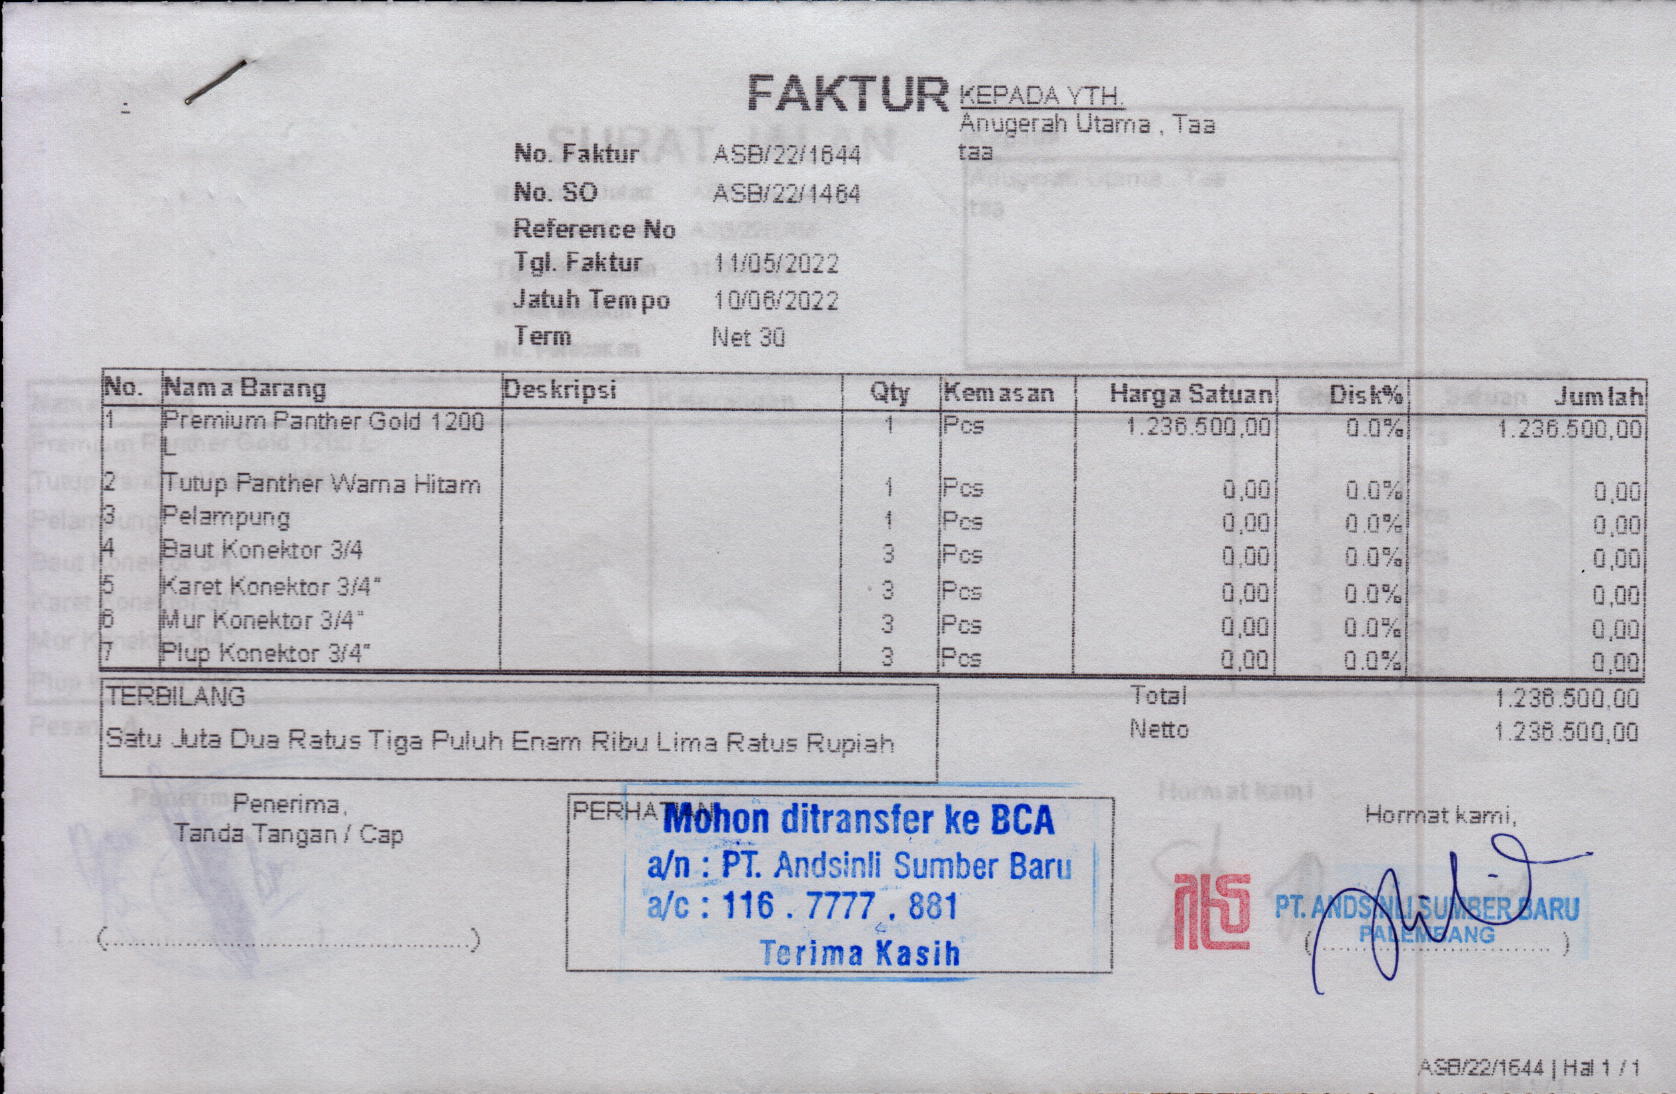 FAKTUR
KEPADA YTH.
Anugerah Utama , Taa
taa
No. Faktur ASB/22/1644
No. SO ASB/22/1464
Reference No
Tgl. Faktur 11/05/2022
Jatuh Tempo 10/06/2022
Term Net 30
No. Nama Barang Deskripsi Qty Kemasan Harga Satuan Disk% Jumlah
1 Premium Panther Gold 1200 1 Pcs 1.236.500,00 0.0% 1.236.500,00
L
2 Tutup Panther Warna Hitam 1 Pcs 0,00 0.0% 0,00
3 Pelampung 1 Pcs 0,00 0.0% 0,00
4 Baut Konektor 3/4 3 Pcs 0,00 0.0% 0,00
5 Karet Konektor 3/4" 3 Pcs 0,00 0.0% 0,00
6 Mur Konektor 3/4" 3 Pcs 0,00 0.0% 0,00
7 Plup Konektor 3/4" 3 Pcs 0,00 0.0% 0,00
TERBILANG
Satu Juta Dua Ratus Tiga Puluh Enam Ribu Lima Ratus Rupiah
Total 1.236.500,00
Netto 1.236.500,00
Penerima,
Tanda Tangan / Cap
PERHATIAN
Mohon ditransfer ke BCA
a/n : PT. Andsinli Sumber Baru
a/c : 116 . 7777 . 881
Terima Kasih
Hormat kami,
PT. ANDSINLI SUMBER BARU
PALEMBANG
ASB/22/1644 | Hal 1 / 1